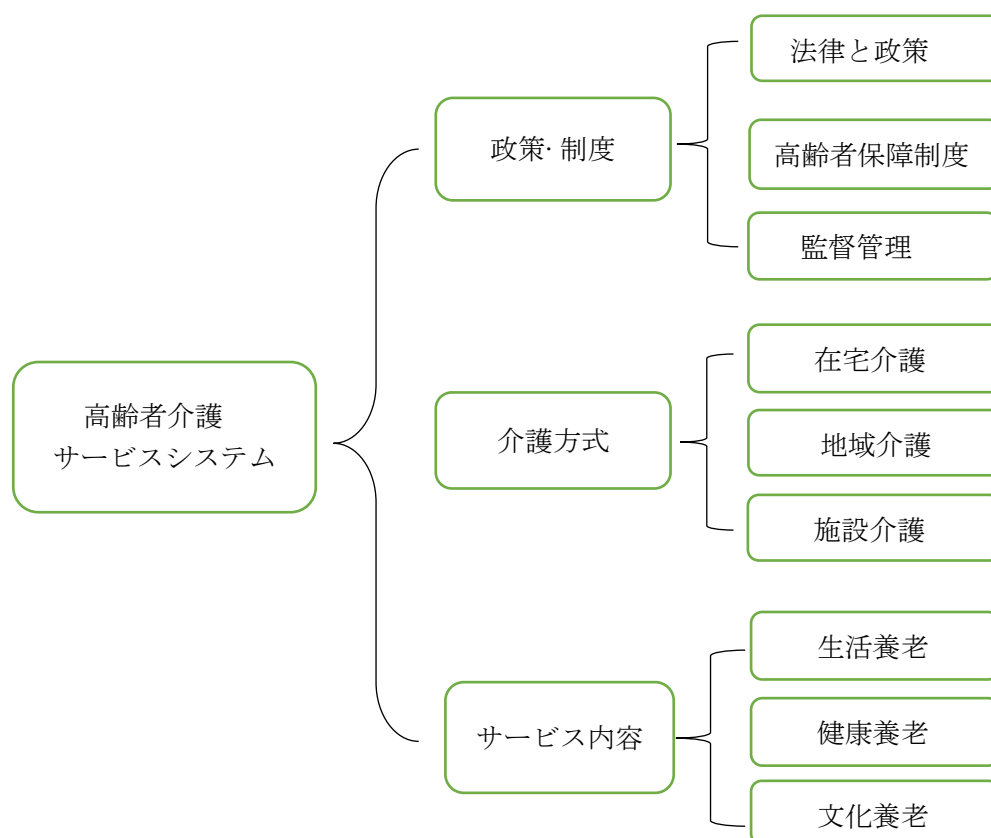 高齢者介護
サービスシステム
政策· 制度
法律と政策
高齢者保障制度
監督管理
介護方式
在宅介護
地域介護
施設介護
サービス内容
生活養老
健康養老
文化養老